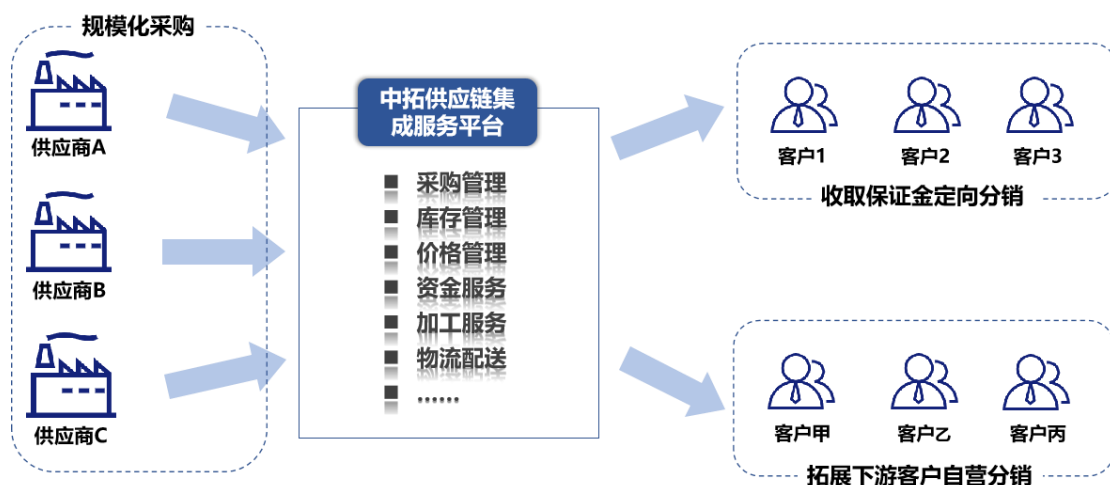 规模化采购
供应商A
供应商B
供应商C
中拓供应链集
成服务平台
■ 采购管理
■ 库存管理
■ 价格管理
■ 资金服务
■ 加工服务
■ 物流配送
■ ……
客户1
客户2
客户3
收取保证金定向分销
客户甲
客户乙
客户丙
拓展下游客户自营分销